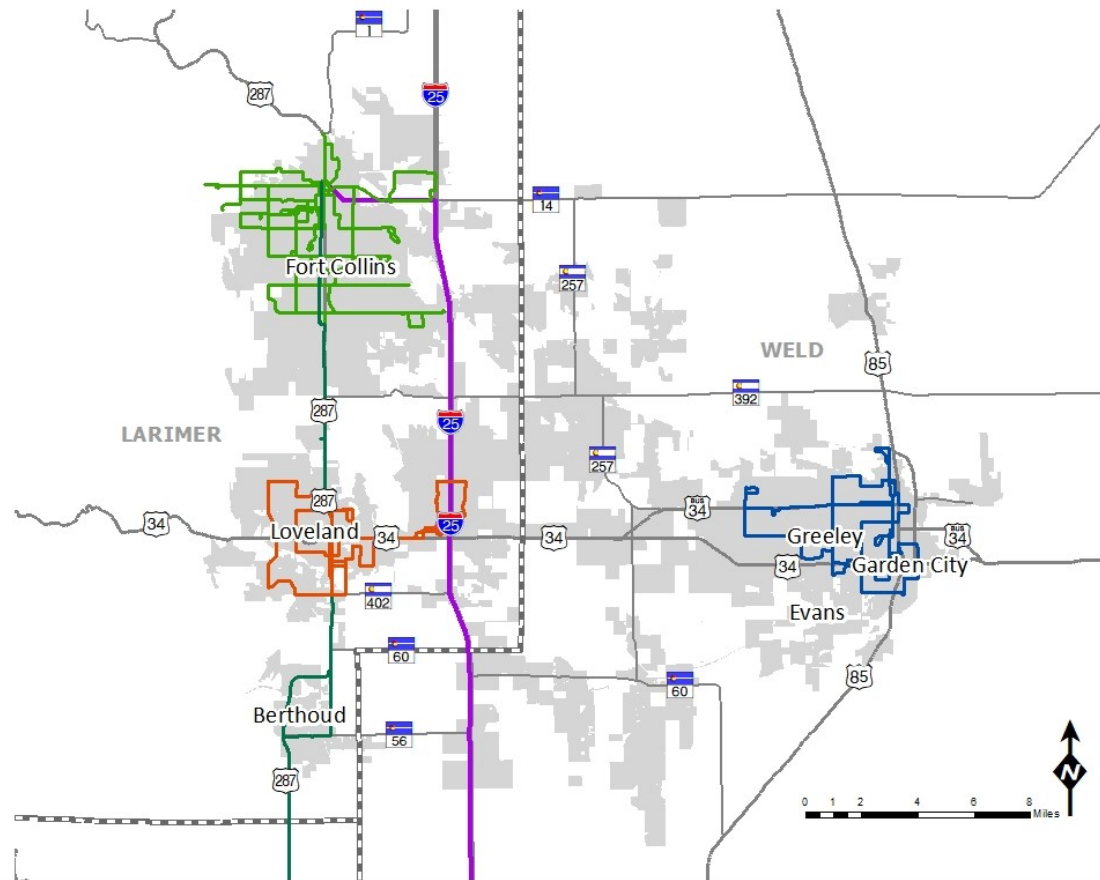 1
287
25
14
257
Fort Collins
WELD
85
392
287
25
LARIMER
257
287
BUS
34
34
Loveland
34
25
34
Greeley
BUS
34
34
Garden City
402
Evans
60
60
85
Berthoud
56
287
N
0 1 2 4 6 8
Miles